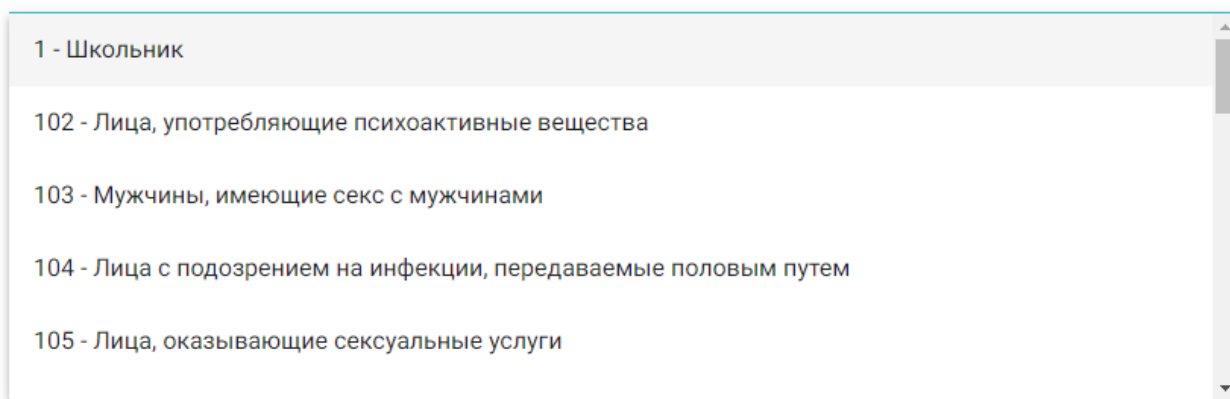 1 - Школьник
102 - Лица, употребляющие психоактивные вещества
103 - Мужчины, имеющие секс с мужчинами
104 - Лица с подозрением на инфекции, передаваемые половым путем
105 - Лица, оказывающие сексуальные услуги